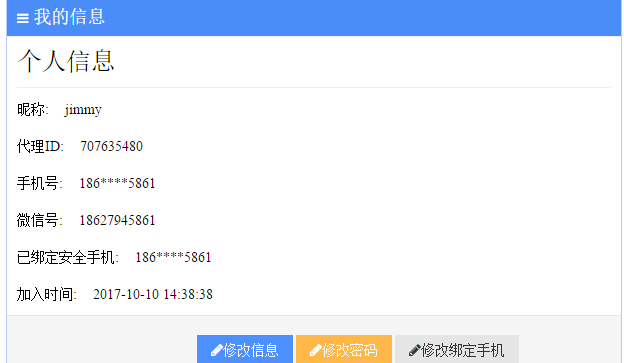 我的信息
个人信息
昵称: jimmy
代理ID: 707635480
手机号: 186****5861
微信号: 18627945861
已绑定安全手机: 186****5861
加入时间: 2017-10-10 14:38:38
修改信息 修改密码 修改绑定手机